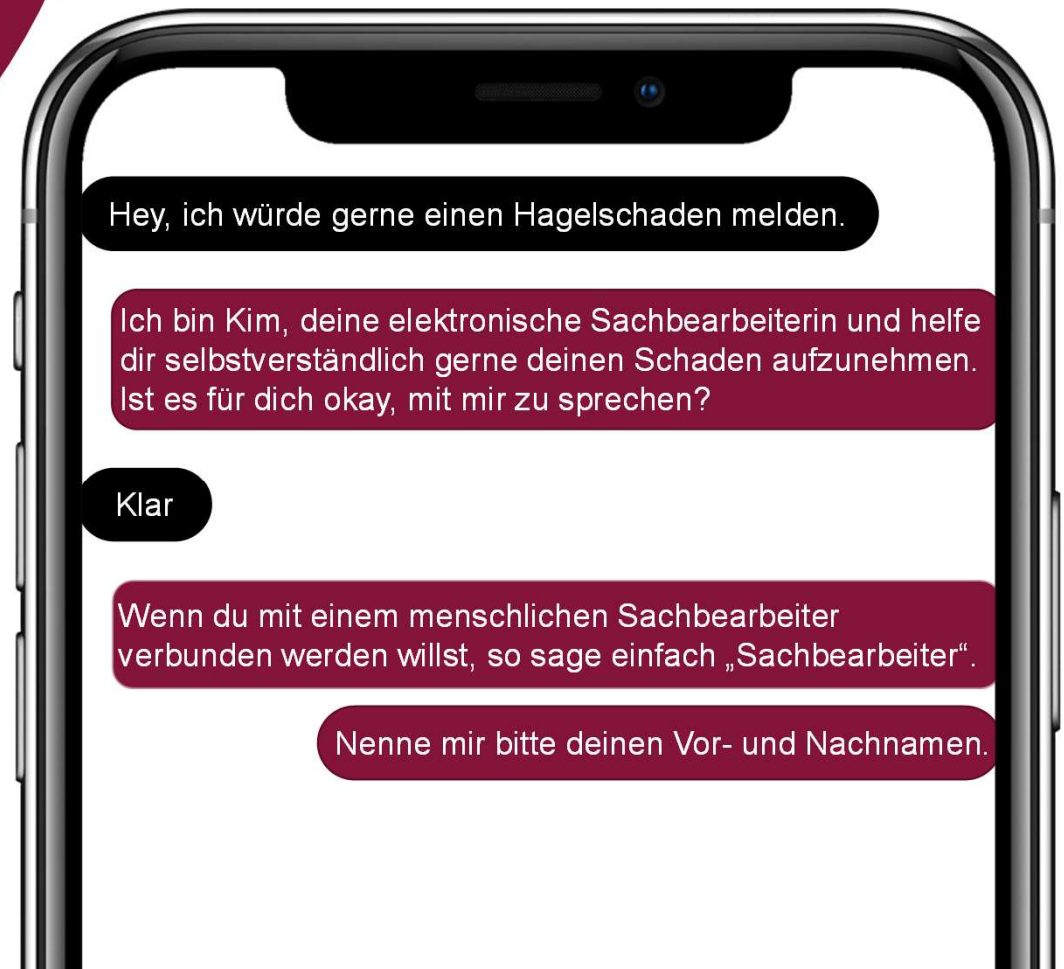 Hey, ich würde gerne einen Hagelschaden melden.
Ich bin Kim, deine elektronische Sachbearbeiterin und helfe
dir selbstverständlich gerne deinen Schaden aufzunehmen.
Ist es für dich okay, mit mir zu sprechen?
Klar
Wenn du mit einem menschlichen Sachbearbeiter
verbunden werden willst, so sage einfach „Sachbearbeiter“.
Nenne mir bitte deinen Vor- und Nachnamen.